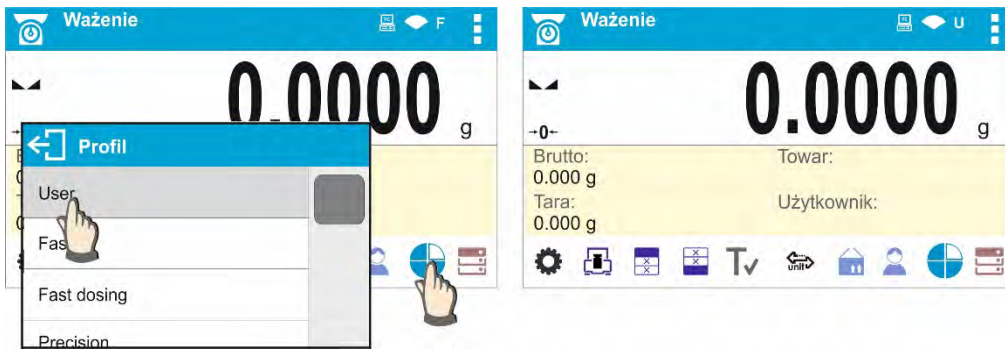 Ważenie
F
0.0000
g
Profil
User
Fas
Fast dosing
Precision
Ważenie
U
0.0000
→0←
g
Brutto:
0.000 g
Towar:
Tara:
0.000 g
Użytkownik:
unit